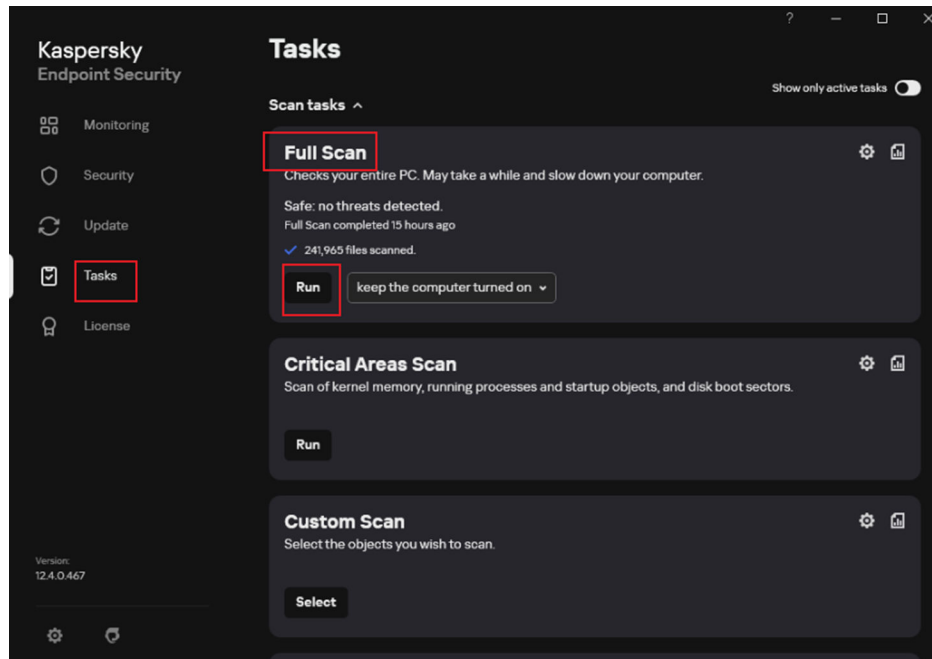 ?
Kaspersky
Endpoint Security
Monitoring
Security
Update
Tasks
License
Version:
12.4.0.467
Tasks
Show only active tasks
Scan tasks
Full Scan
Checks your entire PC. May take a while and slow down your computer.
Safe: no threats detected.
Full Scan completed 15 hours ago
241,965 files scanned.
Run
keep the computer turned on
Critical Areas Scan
Scan of kernel memory, running processes and startup objects, and disk boot sectors.
Run
Custom Scan
Select the objects you wish to scan.
Select